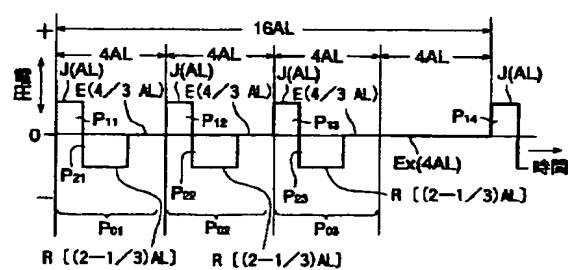 +
16AL
4AL 4AL 4AL 4AL
J(AL) J(AL) J(AL) J(AL)
E(4/3 AL) E(4/3 AL) E(4/3 AL)
P11 P12 P13 P14
0
Ex(4AL)
時間
P21 P22 P23
R [(2-1/3)AL]
−
P01 P02 P03
R [(2-1/3)AL] R [(2-1/3)AL]